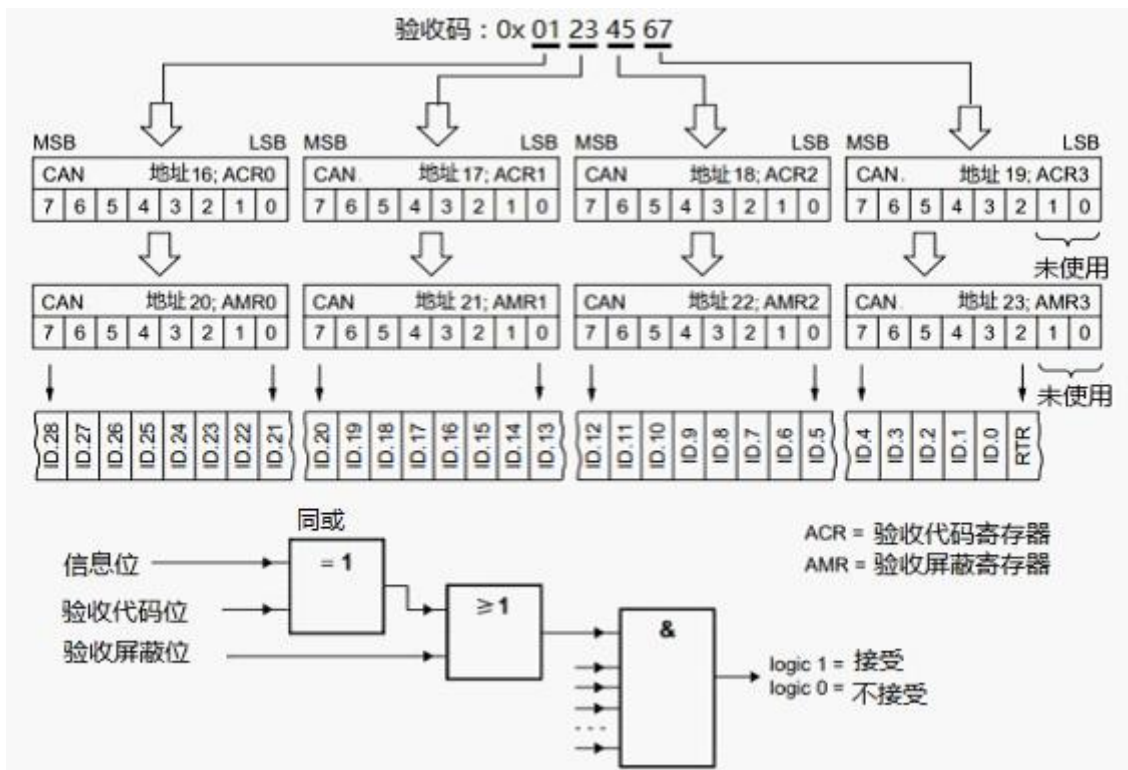 验收码：0x 01 23 45 67
MSB LSB MSB LSB MSB LSB MSB LSB
CAN 地址16; ACR0 CAN. 地址17; ACR1 CAN 地址18; ACR2 CAN. 地址 19; ACR3
7 6 5 4 3 2 1 0 7 6 5 4 3 2 1 0 7 6 5 4 3 2 1 0 7 6 5 4 3 2 1 0
未使用
CAN 地址20; AMR0 CAN 地址21; AMR1 CAN 地址22; AMR2 CAN. 地址23; AMR3
7 6 5 4 3 2 1 0 7 6 5 4 3 2 1 0 7 6 5 4 3 2 1 0 7 6 5 4 3 2 1 0
未使用
ID.28 ID.27 ID.26 ID.25 ID.24 ID.23 ID.22 ID.21 ID.20 ID.19 ID.18 ID.17 ID.16 ID.15 ID.14 ID.13 ID.12 ID.11 ID.10 ID.9 ID.8 ID.7 ID.6 ID.5 ID.4 ID.3 ID.2 ID.1 ID.0 RTR
同或
ACR = 验收代码寄存器
信息位 = 1
AMR = 验收屏蔽寄存器
验收代码位 ≥1
&
验收屏蔽位
logic 1 = 接受
logic 0 = 不接受